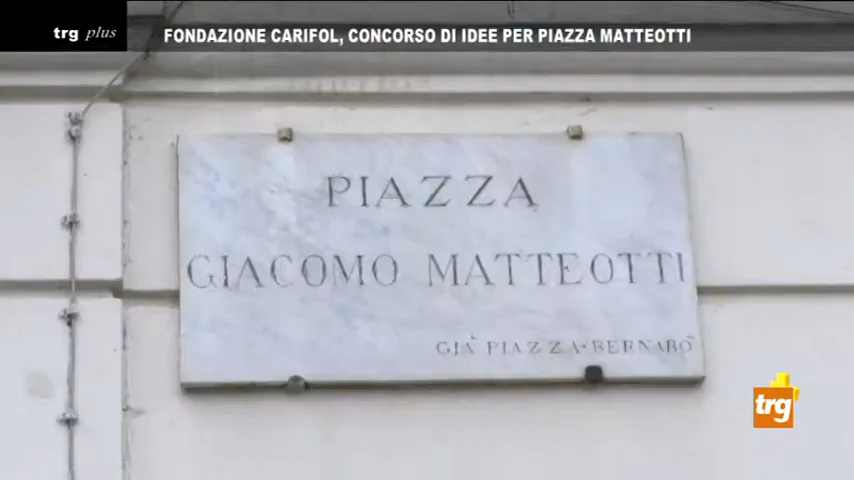 trg plus
FONDAZIONE CARIFOL, CONCORSO DI IDEE PER PIAZZA MATTEOTTI
PIAZZA
GIACOMO MATTEOTTI
GIÀ PIAZZA·BERNABÒ
trg